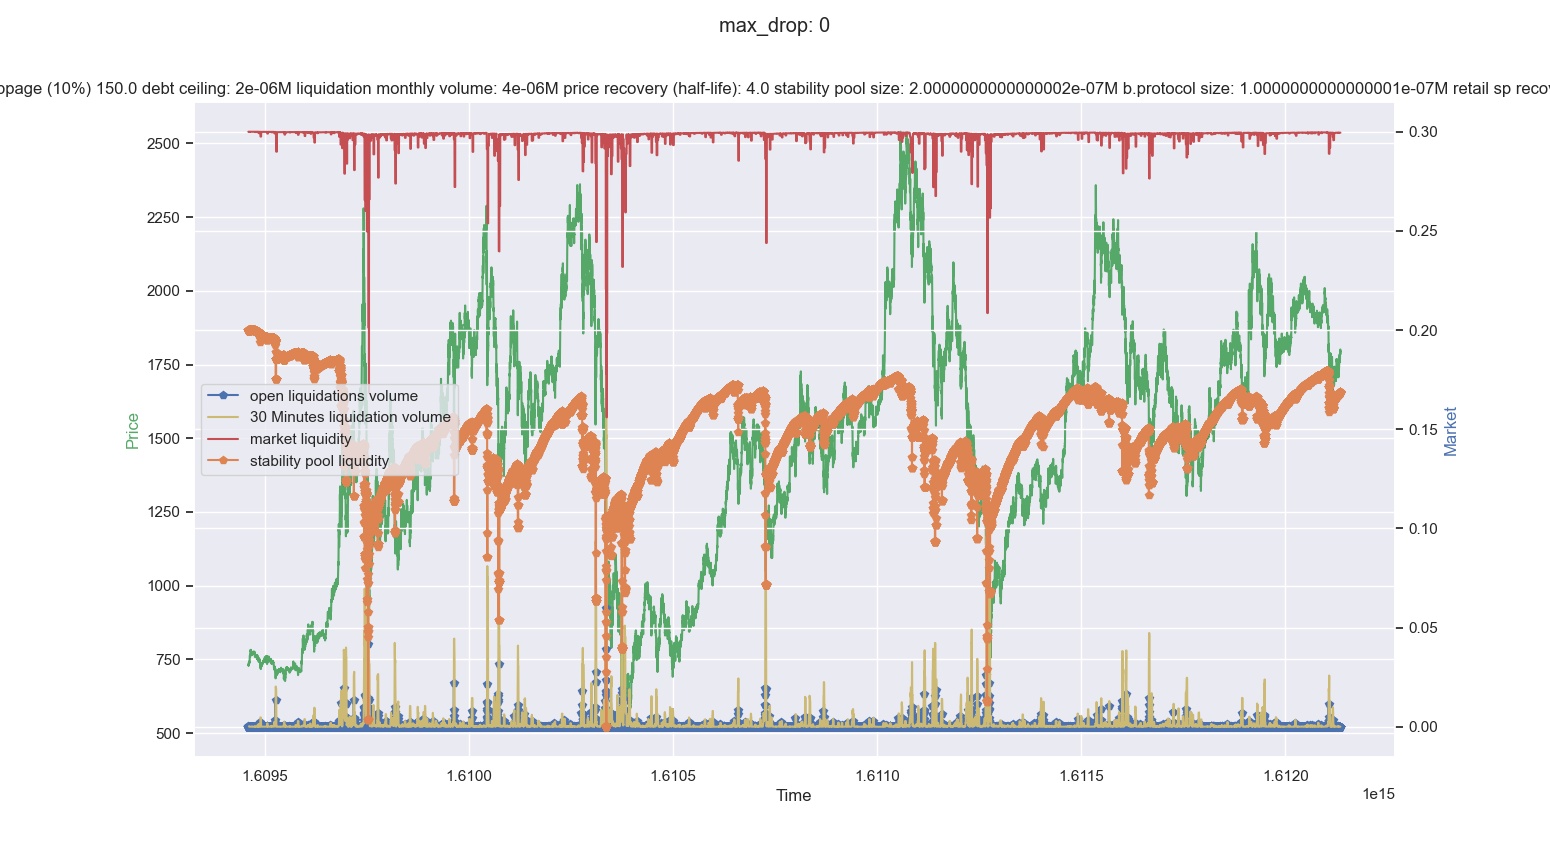 max_drop: 0
opage (10%) 150.0 debt ceiling: 2e-06M liquidation monthly volume: 4e-06M price recovery (half-life): 4.0 stability pool size: 2.0000000000000002e-07M b.protocol size: 1.0000000000000001e-07M retail sp recov
2500
2250
2000
1750
1500
1250
1000
750
500
Price
0.30
0.25
0.20
0.15
0.10
0.05
0.00
Market
open liquidations volume
30 Minutes liquidation volume
market liquidity
stability pool liquidity
1.6095 1.6100 1.6105 1.6110 1.6115 1.6120
Time
1e15